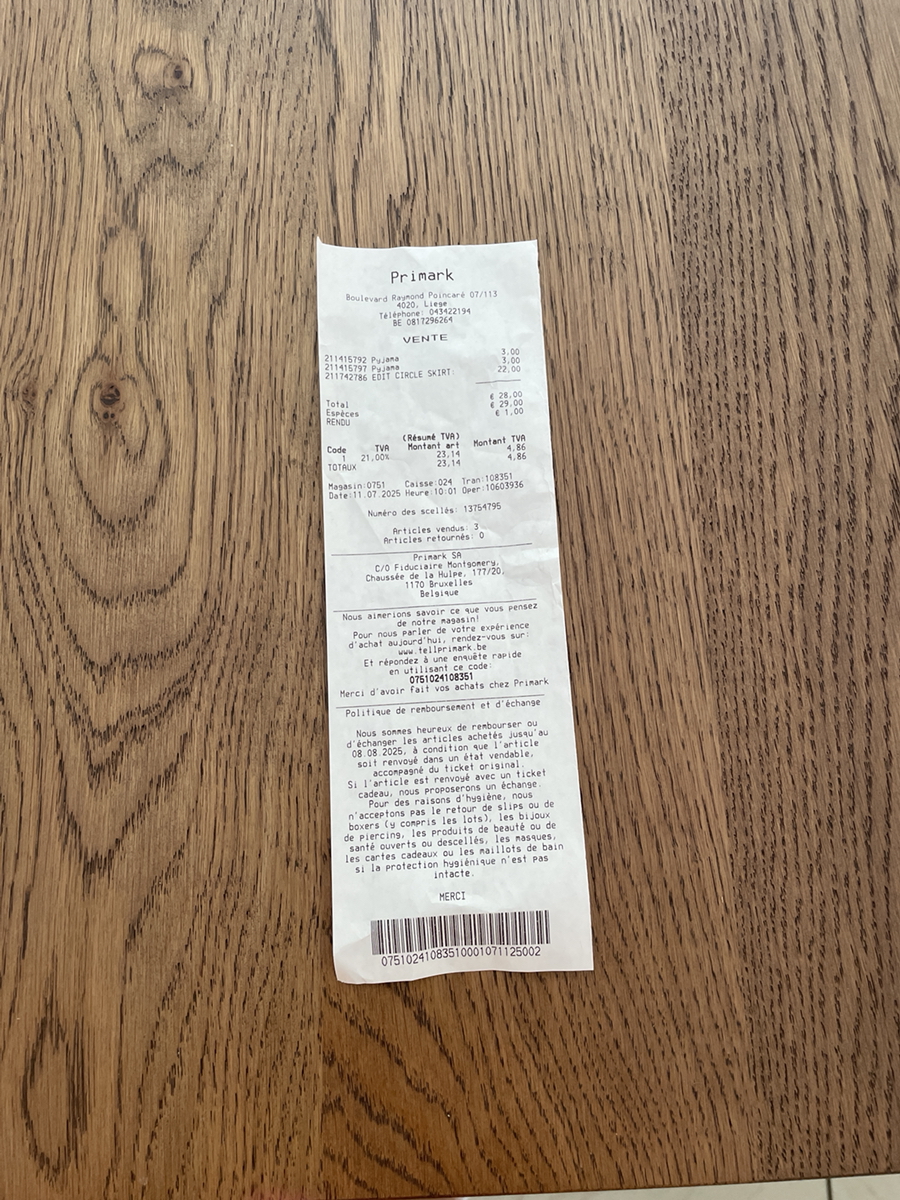 Primark
Boulevard Raymond Poincaré 07/113
4020, Liege
Téléphone: 043422194
BE 0817296264
VENTE
211415792 Pyjama 3,00
211415797 Pyjama 3,00
211742786 EDIT CIRCLE SKIRT 22,00
Total € 28,00
Espèces € 29,00
RENDU € 1,00
(Résumé TVA)
Code TVA Montant art Montant TVA
1 21,00% 23,14 4,86
TOTAUX 23,14 4,86
Magasin:0751 Caisse:024 Tran:108351
Date:11.07.2025 Heure:10:01 Oper:10603936
Numéro des scellés: 13754795
Articles vendus: 3
Articles retournés: 0
Primark SA
C/O Fiduciaire Montgomery,
Chaussée de la Hulpe, 177/20,
1170 Bruxelles
Belgique
Nous aimerions savoir ce que vous pensez
de notre magasin!
Pour nous parler de votre expérience
d'achat aujourd'hui, rendez-vous sur:
www.tellprimark.be
Et répondez à une enquête rapide
en utilisant ce code:
0751024108351
Merci d'avoir fait vos achats chez Primark
Politique de remboursement et d'échange
Nous sommes heureux de rembourser ou
d'échanger les articles achetés jusqu'au
08.08.2025, à condition que l'article
soit renvoyé dans un état vendable,
accompagné du ticket original.
Si l'article est renvoyé avec un ticket
cadeau, nous proposerons un échange.
Pour des raisons d'hygiène, nous
n'acceptons pas le retour de slips ou de
boxers (y compris les lots), les bijoux
de piercing, les produits de beauté ou de
santé ouverts ou descellés, les masques,
les cartes cadeaux ou les maillots de bain
si la protection hygiénique n'est pas
intacte.
MERCI
07510241083510001071125002